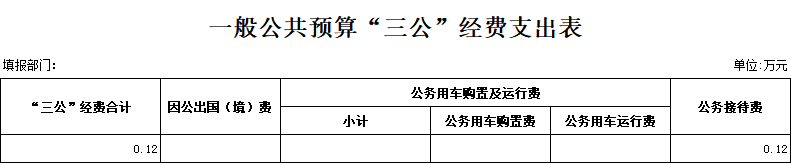 一般公共预算“三公”经费支出表
填报部门： 单位:万元
“三公”经费合计 因公出国（境）费 公务用车购置及运行费 公务接待费
小计 公务用车购置费 公务用车运行费
0.12 0.12